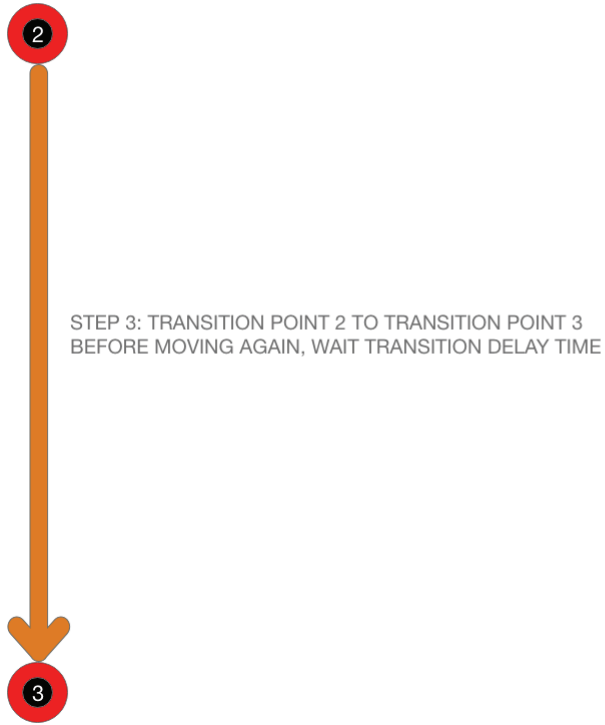 2
STEP 3: TRANSITION POINT 2 TO TRANSITION POINT 3
BEFORE MOVING AGAIN, WAIT TRANSITION DELAY TIME
3